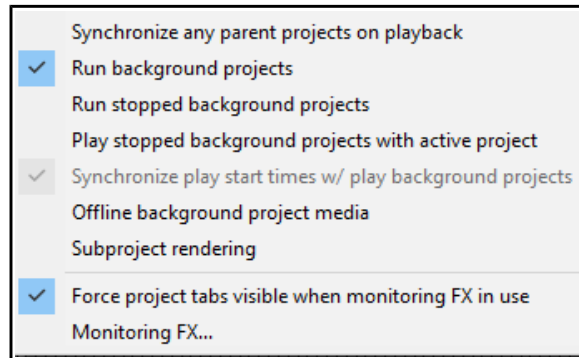 Synchronize any parent projects on playback
Run background projects
Run stopped background projects
Play stopped background projects with active project
Synchronize play start times w/ play background projects
Offline background project media
Subproject rendering
Force project tabs visible when monitoring FX in use
Monitoring FX...